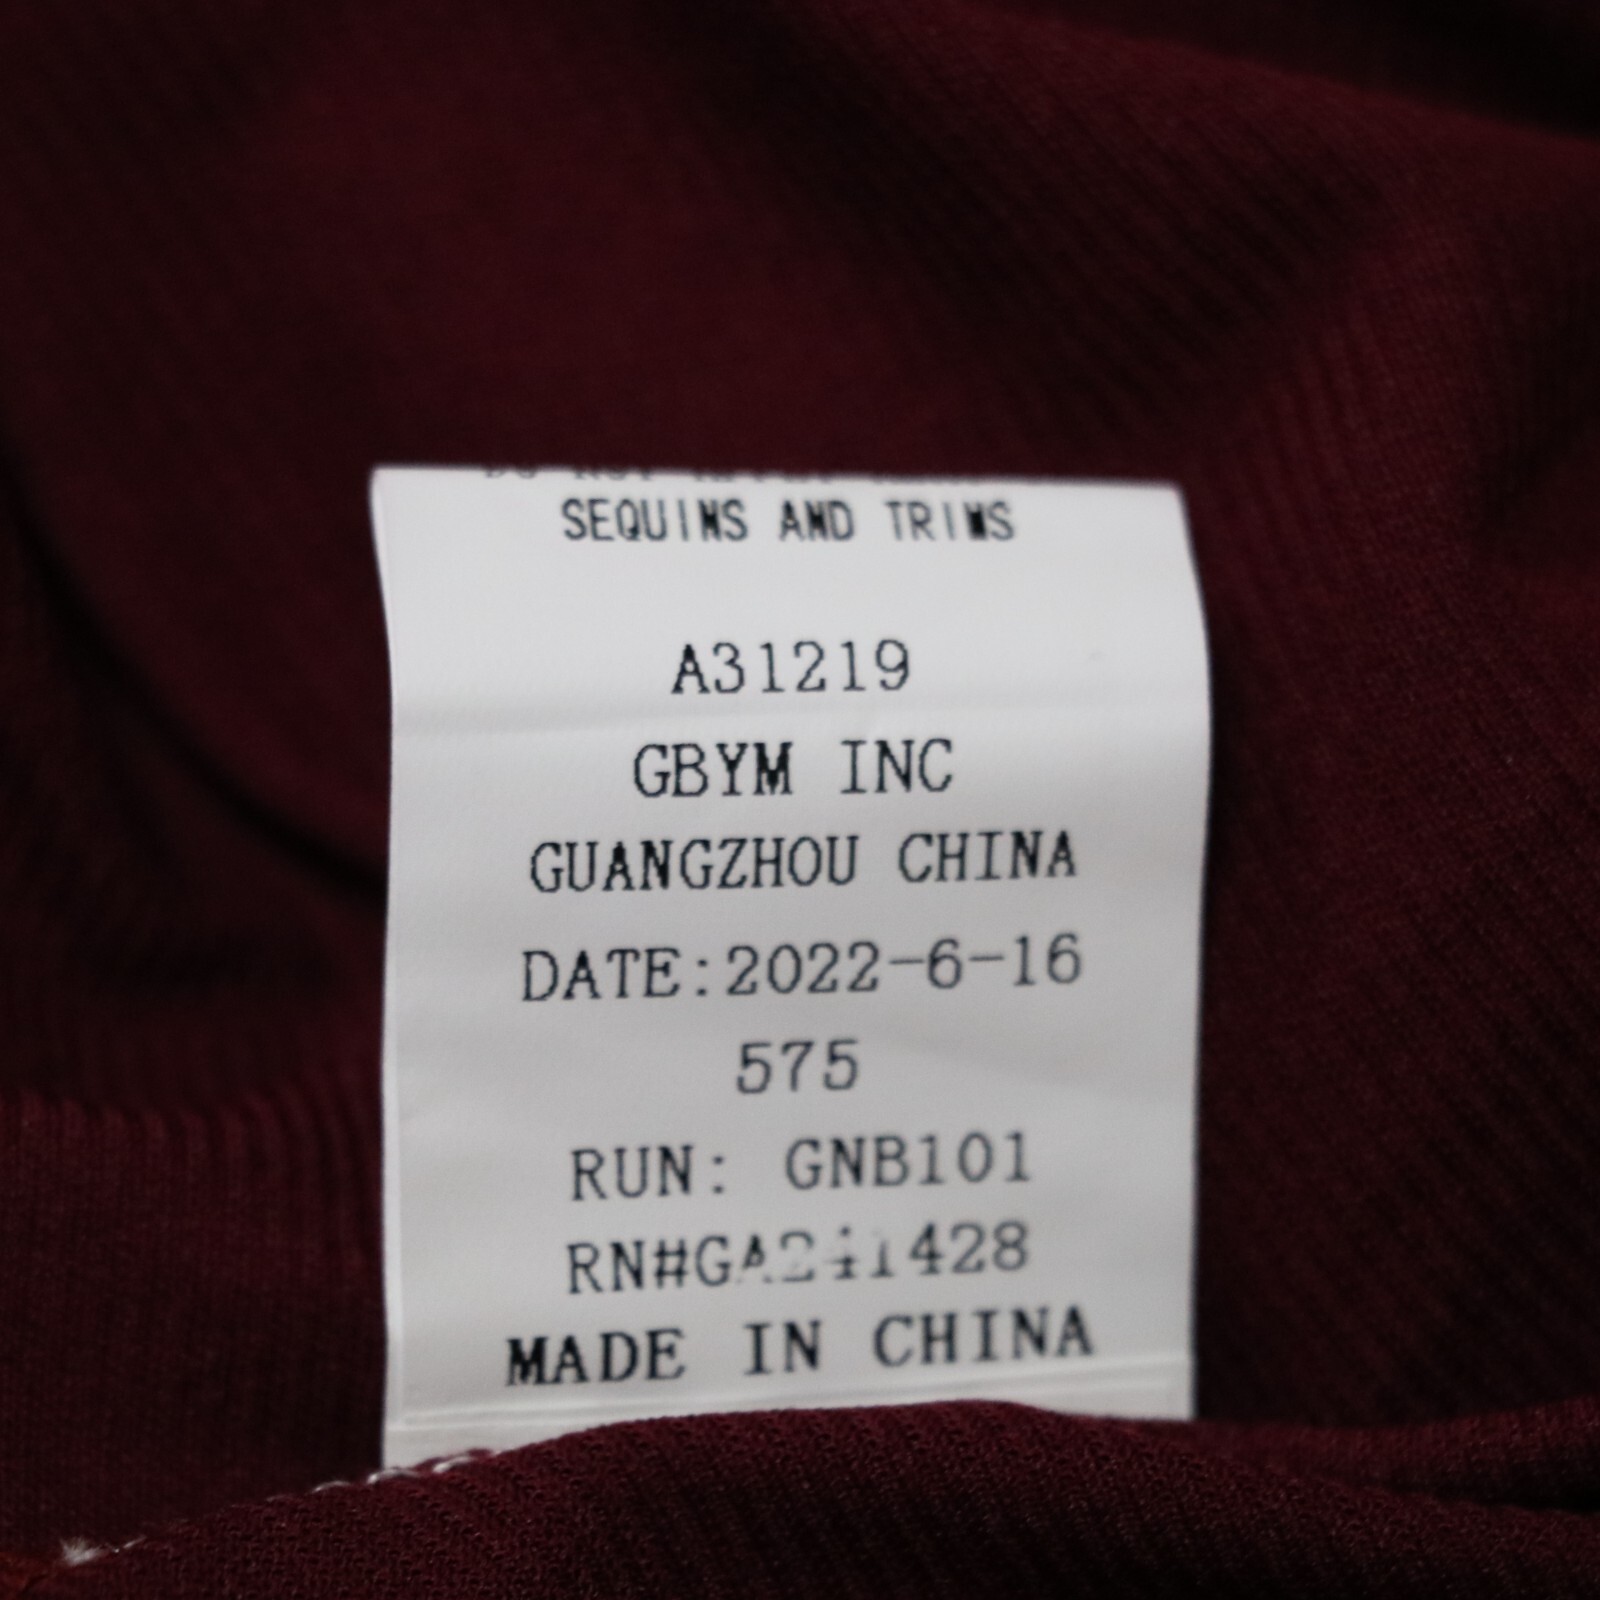 SEQUINS AND TRIMS
A31219
GBYM INC
GUANGZHOU CHINA
DATE:2022-6-16
575
RUN: GNB101
MADE IN CHINA